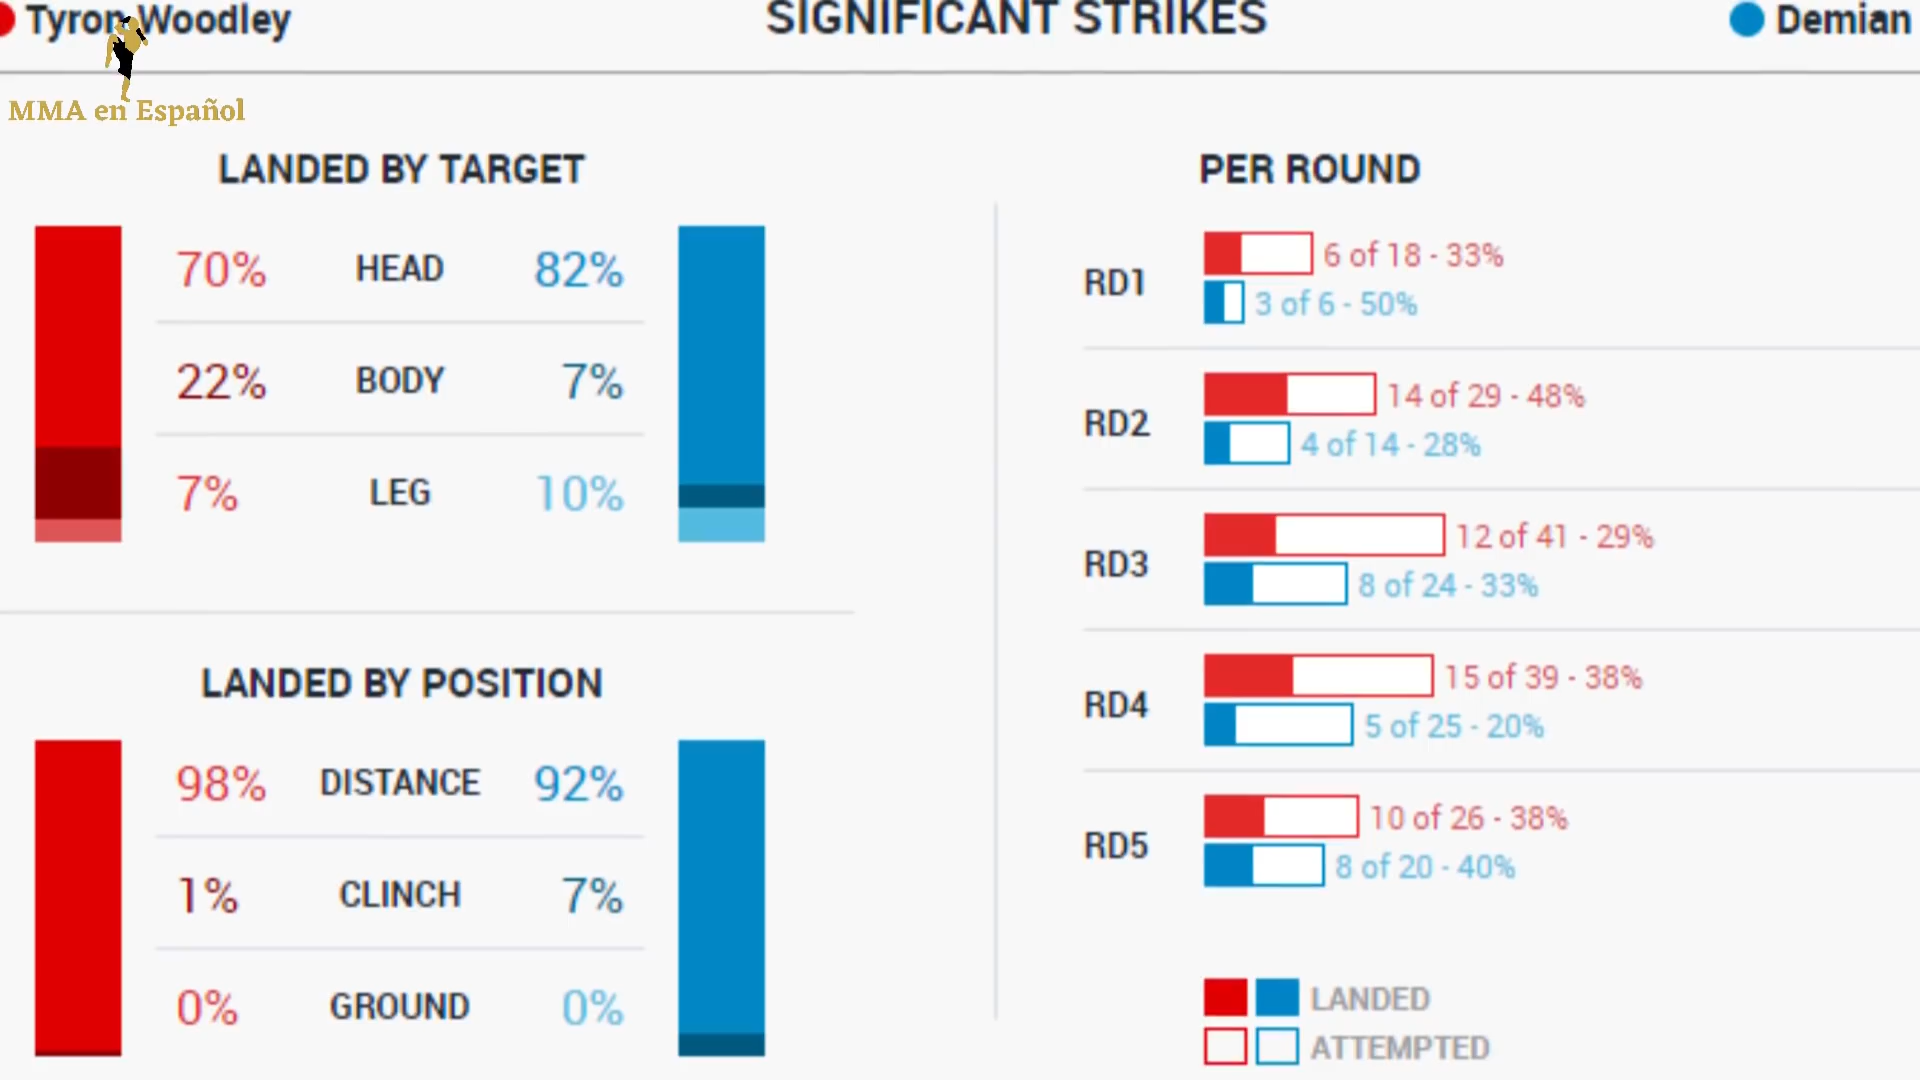 Tyron Woodley
SIGNIFICANT STRIKES
Demian
MMA en Español
LANDED BY TARGET
70% HEAD 82%
22% BODY 7%
7% LEG 10%
LANDED BY POSITION
98% DISTANCE 92%
1% CLINCH 7%
0% GROUND 0%
PER ROUND
RD1
6 of 18 - 33%
3 of 6 - 50%
RD2
14 of 29 - 48%
4 of 14 - 28%
RD3
12 of 41 - 29%
8 of 24 - 33%
RD4
15 of 39 - 38%
5 of 25 - 20%
RD5
10 of 26 - 38%
8 of 20 - 40%
LANDED
ATTEMPTED